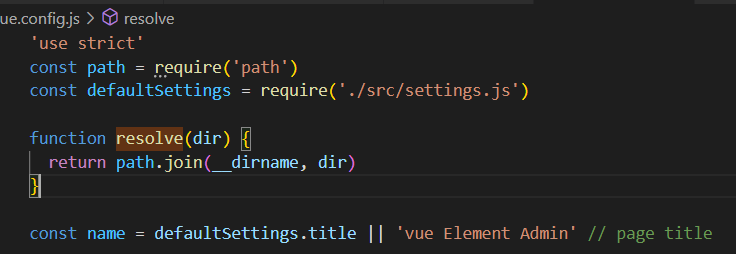 ue.config.js > resolve
'use strict'
const path = require('path')
const defaultSettings = require('./src/settings.js')
function resolve(dir) {
return path.join(__dirname, dir)
}
const name = defaultSettings.title || 'vue Element Admin' // page title